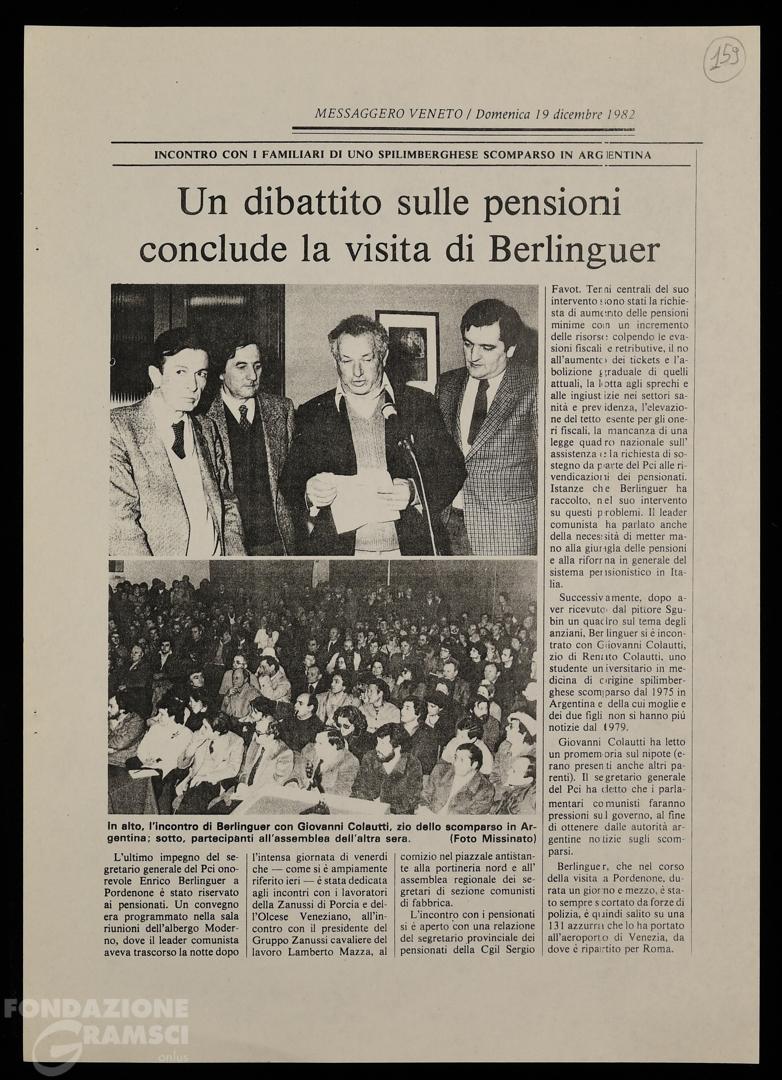 159
MESSAGGERO VENETO / Domenica 19 dicembre 1982
INCONTRO CON I FAMILIARI DI UNO SPILIMBERGHESE SCOMPARSO IN ARGENTINA
Un dibattito sulle pensioni
conclude la visita di Berlinguer
In alto, l'incontro di Berlinguer con Giovanni Colautti, zio dello scomparso in Ar-
gentina; sotto, partecipanti all'assemblea dell'altra sera. (Foto Missinato)
L'ultimo impegno del se-
gretario generale del Pci ono-
revole Enrico Berlinguer a
Pordenone è stato riservato
ai pensionati. Un convegno
era programmato nella sala
riunioni dell'albergo Moder-
no, dove il leader comunista
aveva trascorso la notte dopo
l'intensa giornata di venerdì
che — come si è ampiamente
riferito ieri — è stata dedicata
agli incontri con i lavoratori
della Zanussi di Porcia e del-
l'Olcese Veneziano, all'in-
contro con il presidente del
Gruppo Zanussi cavaliere del
lavoro Lamberto Mazza, al
comizio nel piazzale antistan-
te alla portineria nord e all'
assemblea regionale dei se-
gretari di sezione comunisti
di fabbrica.
L'incontro con i pensionati
si è aperto con una relazione
del segretario provinciale dei
pensionati della Cgil Sergio
Favot. Temi centrali del suo
intervento sono stati la richie-
sta di aumento delle pensioni
minime con un incremento
delle risorse colpendo le eva-
sioni fiscali e retributive, il no
all'aumento dei tickets e l'a-
bolizione graduale di quelli
attuali, la lotta agli sprechi e
alle ingiustizie nei settori sa-
nità e previdenza, l'elevazio-
ne del tetto esente per gli one-
ri fiscali, la mancanza di una
legge quadro nazionale sull'
assistenza e la richiesta di so-
stegno da parte del Pci alle ri-
vendicazioni dei pensionati.
Istanze che Berlinguer ha
raccolto, nel suo intervento
su questi problemi. Il leader
comunista ha parlato anche
della necessità di metter ma-
no alla giungla delle pensioni
e alla riforma in generale del
sistema pensionistico in Ita-
lia.
Successivamente, dopo a-
ver ricevuto dal pittore Sgu-
bin un quadro sul tema degli
anziani, Berlinguer si è incon-
trato con Giovanni Colautti,
zio di Renato Colautti, uno
studente universitario in me-
dicina di origine spilimber-
ghese scomparso dal 1975 in
Argentina e della cui moglie e
dei due figli non si hanno più
notizie dal 1979.
Giovanni Colautti ha letto
un promemoria sul nipote (e-
rano presenti anche altri pa-
renti). Il segretario generale
del Pci ha detto che i parla-
mentari comunisti faranno
pressioni sul governo, al fine
di ottenere dalle autorità ar-
gentine notizie sugli scom-
parsi.
Berlinguer, che nel corso
della visita a Pordenone, du-
rata un giorno e mezzo, è sta-
to sempre scortato da forze di
polizia, è quindi salito su una
131 azzurra che lo ha portato
all'aeroporto di Venezia, da
dove è ripartito per Roma.
FONDAZIONE
GRAMSCI
onlus